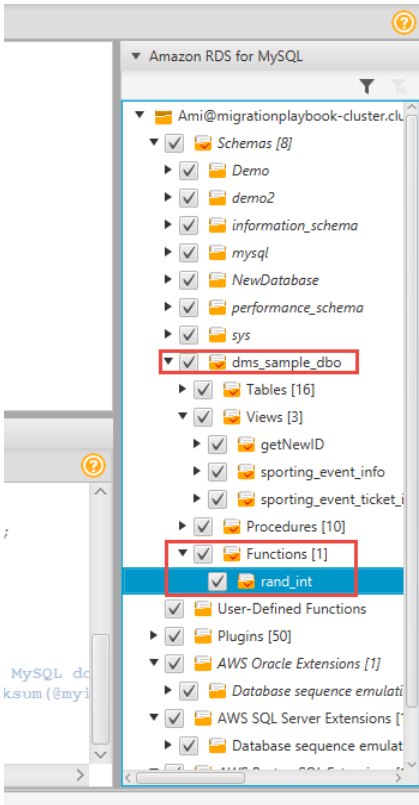 Amazon RDS for MySQL
Ami@migrationplaybook-cluster.clu
Schemas [8]
Demo
demo2
information_schema
mysql
NewDatabase
performance_schema
sys
dms_sample_dbo
Tables [16]
Views [3]
getNewID
sporting_event_info
sporting_event_ticket_i
Procedures [10]
Functions [1]
;
rand_int
User-Defined Functions
Plugins [50]
MySQL do
AWS Oracle Extensions [1]
ksum(@myi
Database sequence emulati
AWS SQL Server Extensions [1
Database sequence emulat